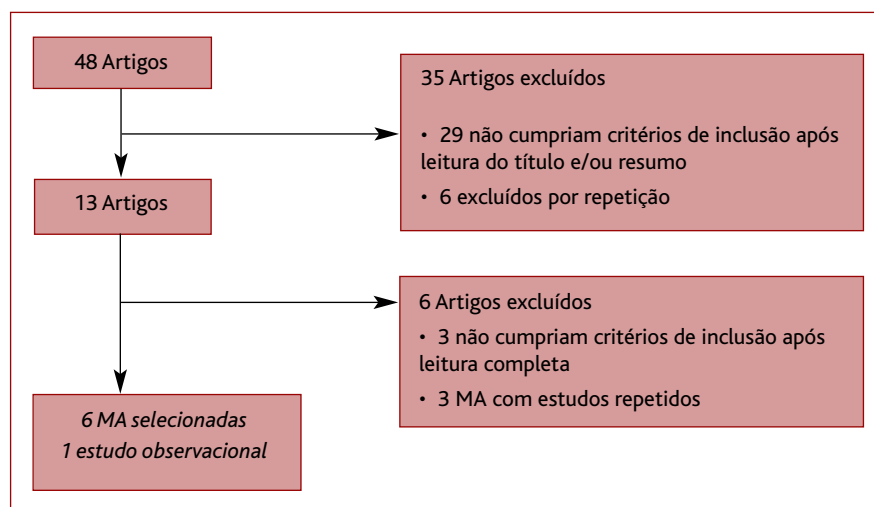 48 Artigos
35 Artigos excluídos
• 29 não cumpriam critérios de inclusão após
leitura do título e/ou resumo
• 6 excluídos por repetição
13 Artigos
6 Artigos excluídos
• 3 não cumpriam critérios de inclusão após
leitura completa
• 3 MA com estudos repetidos
6 MA selecionadas
1 estudo observacional